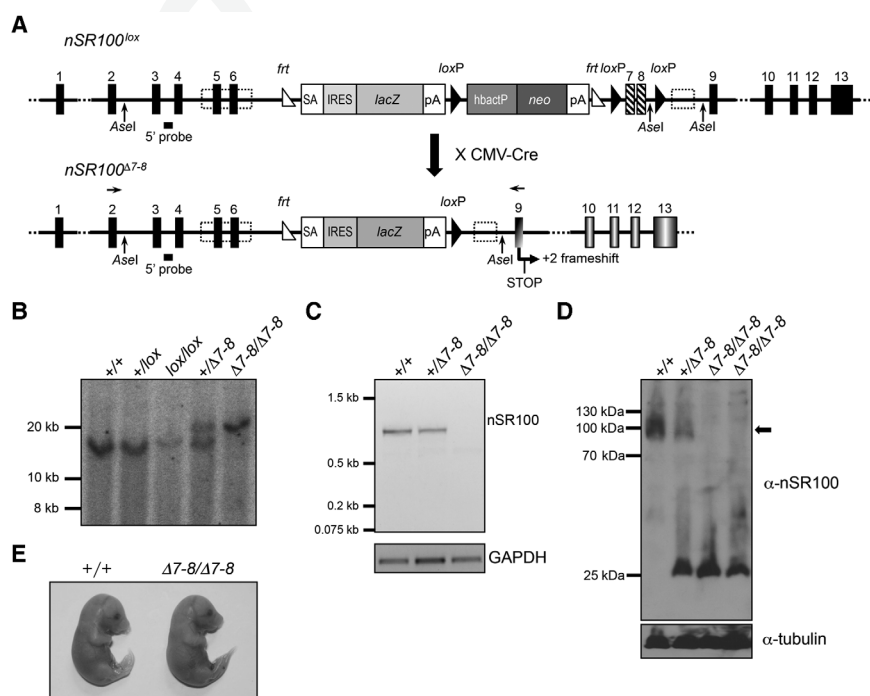 A
nSR100lox
1 2 3 4 5 6 frt SA IRES lacZ pA loxP hbactP neo pA frt loxP 7 8 loxP 9 10 11 12 13
AseI 5' probe AseI AseI
X CMV-Cre
nSR100Δ7-8
1 2 3 4 5 6 frt SA IRES lacZ pA loxP 9 10 11 12 13
AseI 5' probe AseI +2 frameshift
STOP
B
+/+ +/lox lox/lox +/Δ7-8 Δ7-8/Δ7-8
20 kb
10 kb
8 kb
C
+/+ +/Δ7-8 Δ7-8/Δ7-8
1.5 kb
nSR100
0.5 kb
0.2 kb
0.075 kb
GAPDH
D
+/+ +/Δ7-8 Δ7-8/Δ7-8 Δ7-8/Δ7-8
130 kDa
100 kDa
70 kDa
α-nSR100
25 kDa
α-tubulin
E
+/+ Δ7-8/Δ7-8